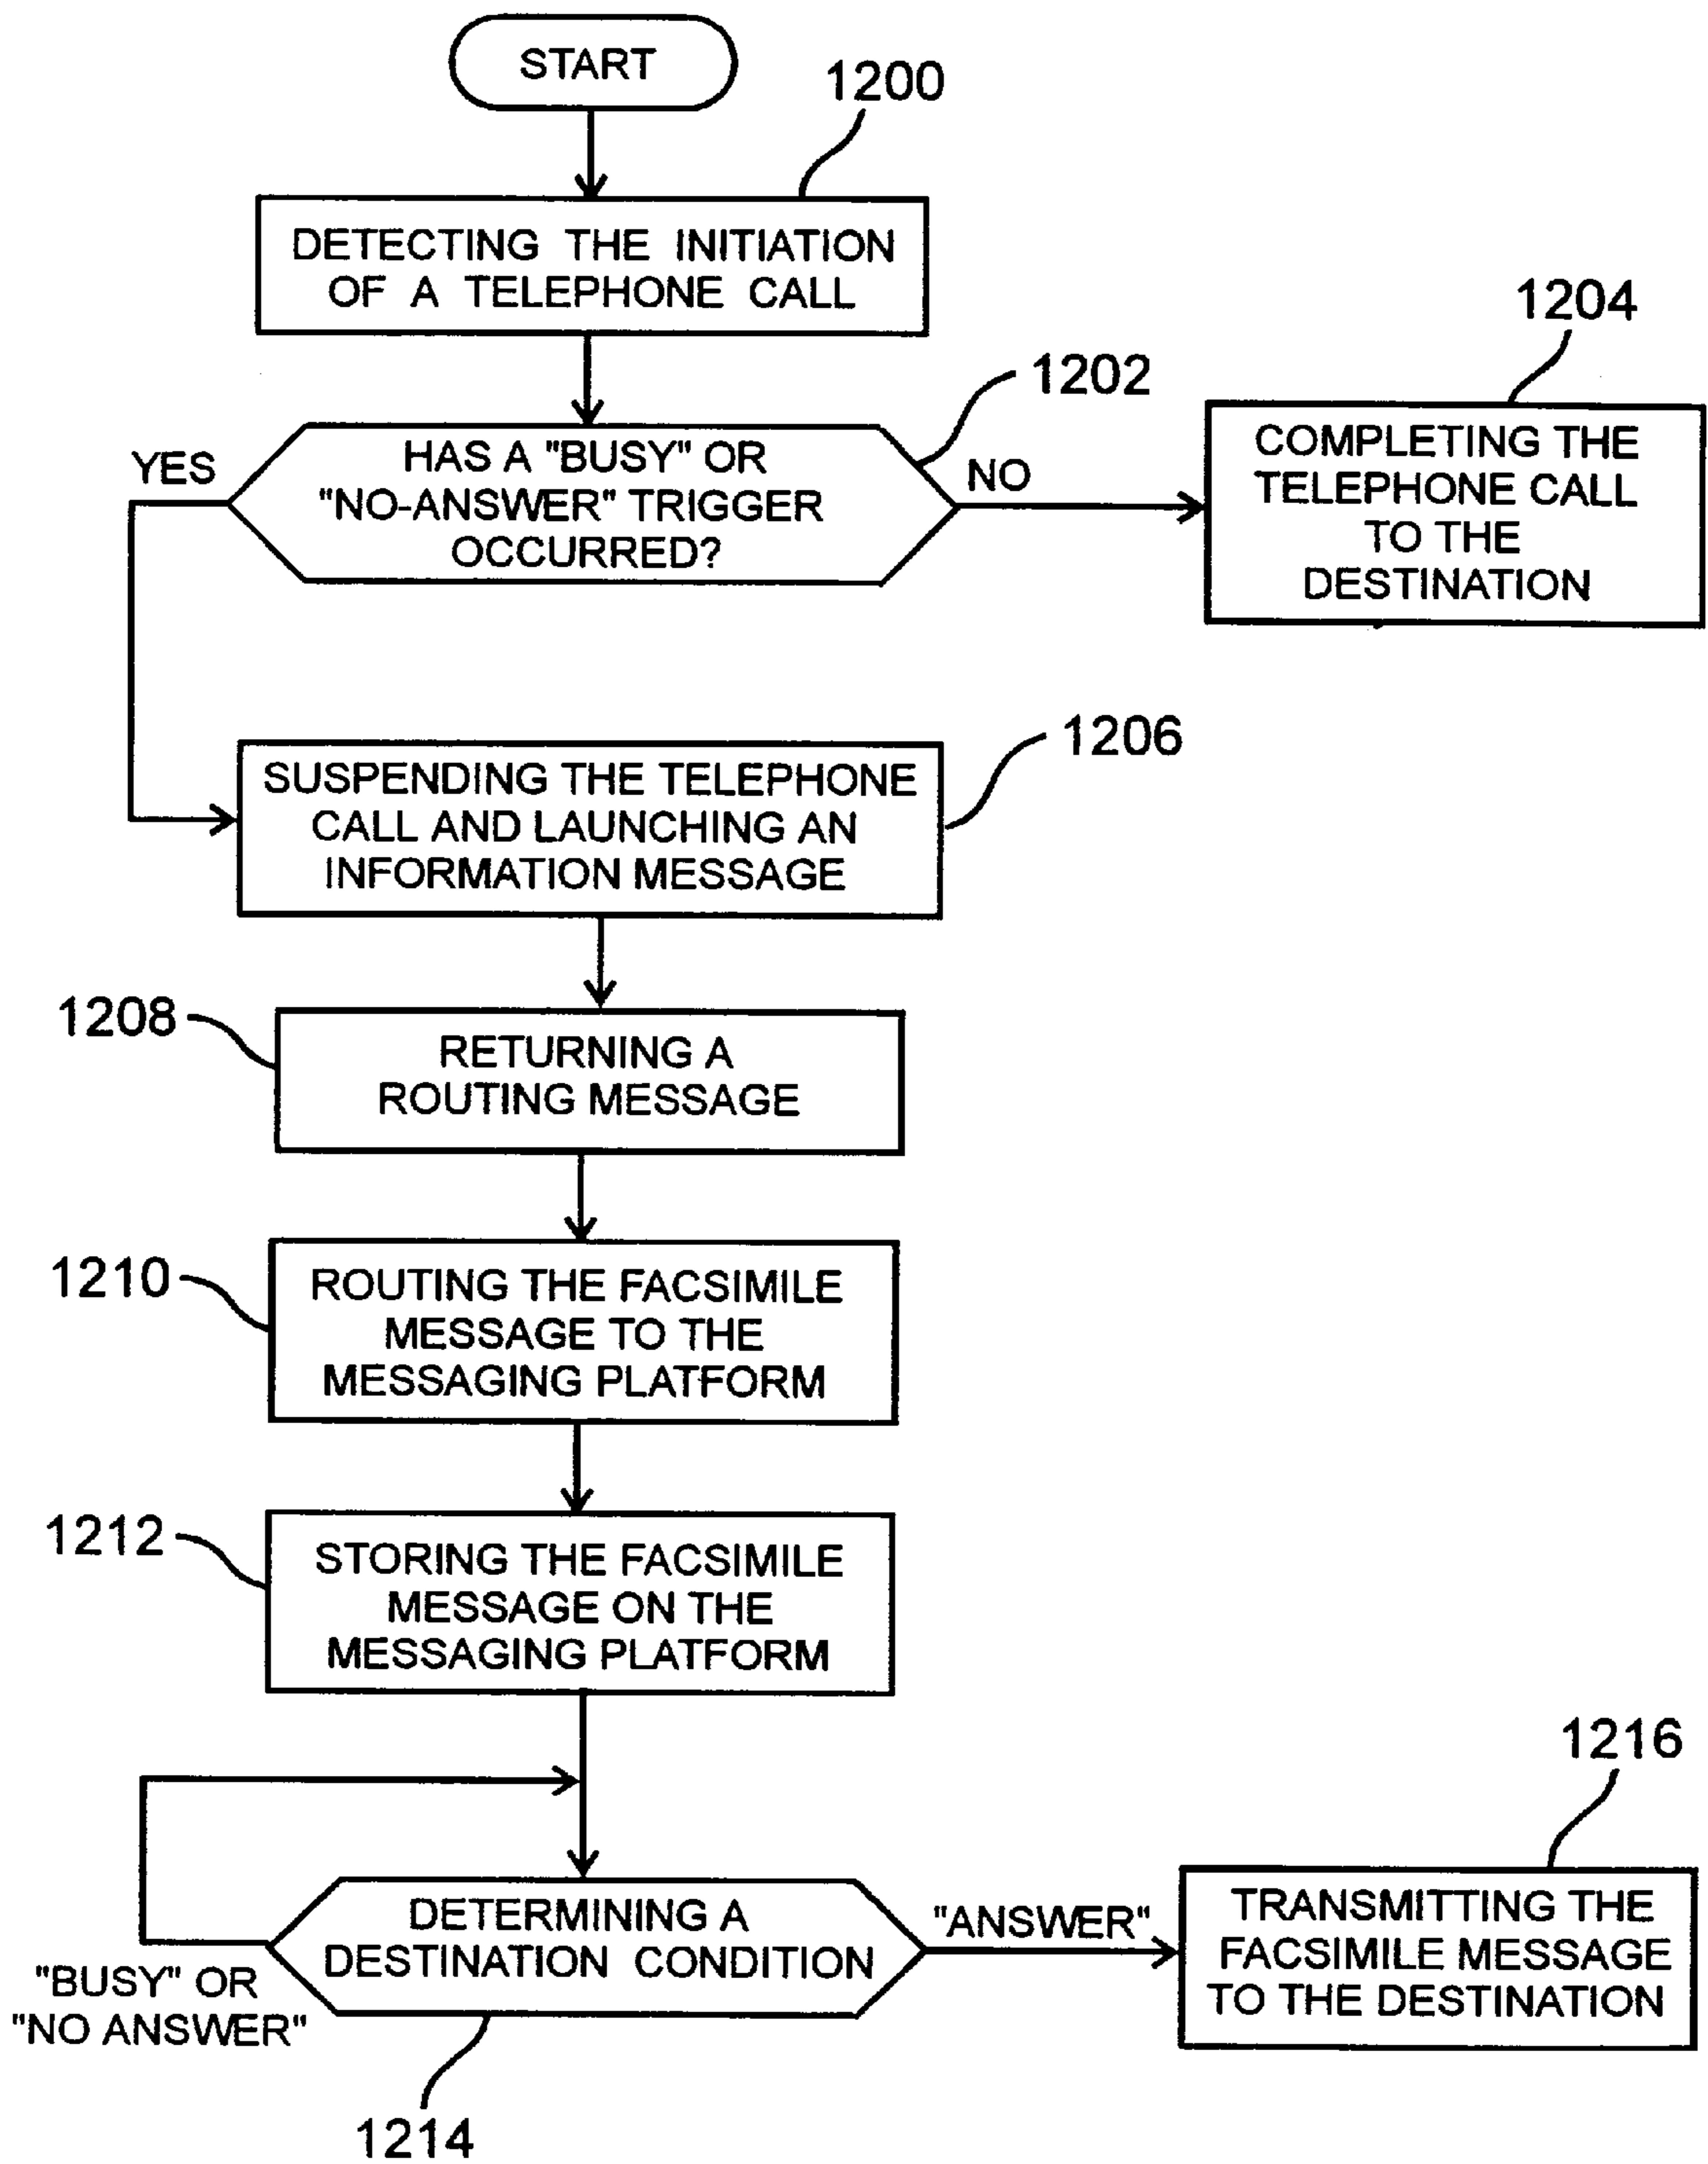 START
1200
DETECTING THE INITIATION
OF A TELEPHONE CALL
1204
1202
HAS A "BUSY" OR
"NO-ANSWER" TRIGGER
OCCURRED?
YES
NO
COMPLETING THE
TELEPHONE CALL
TO THE
DESTINATION
1206
SUSPENDING THE TELEPHONE
CALL AND LAUNCHING AN
INFORMATION MESSAGE
1208
RETURNING A
ROUTING MESSAGE
1210
ROUTING THE FACSIMILE
MESSAGE TO THE
MESSAGING PLATFORM
1212
STORING THE FACSIMILE
MESSAGE ON THE
MESSAGING PLATFORM
1216
DETERMINING A
DESTINATION CONDITION
"ANSWER"
TRANSMITTING THE
FACSIMILE MESSAGE
TO THE DESTINATION
"BUSY" OR
"NO ANSWER"
1214